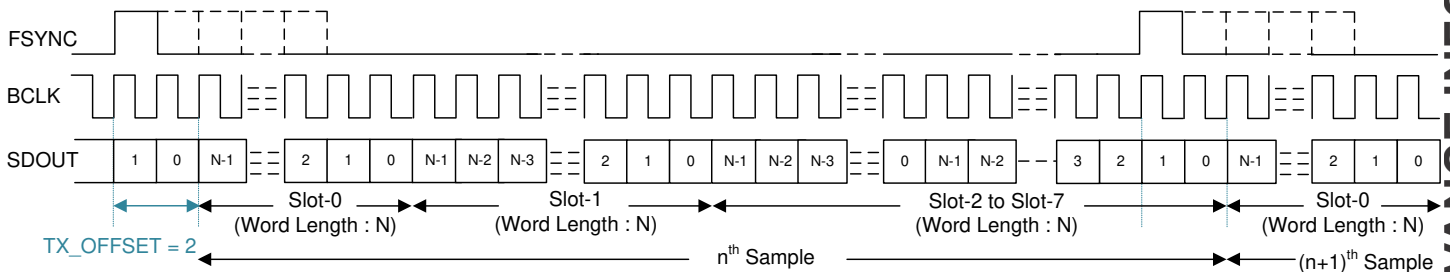 FSYNC
BCLK
SDOUT 1 0 N-1 2 1 0 N-1 N-2 N-3 2 1 0 N-1 N-2 N-3 0 N-1 N-2 3 2 1 0 N-1 2 1 0
Slot-0 Slot-1 Slot-2 to Slot-7 Slot-0
(Word Length : N) (Word Length : N) (Word Length : N) (Word Length : N)
TX_OFFSET = 2 nth Sample (n+1)th Sample